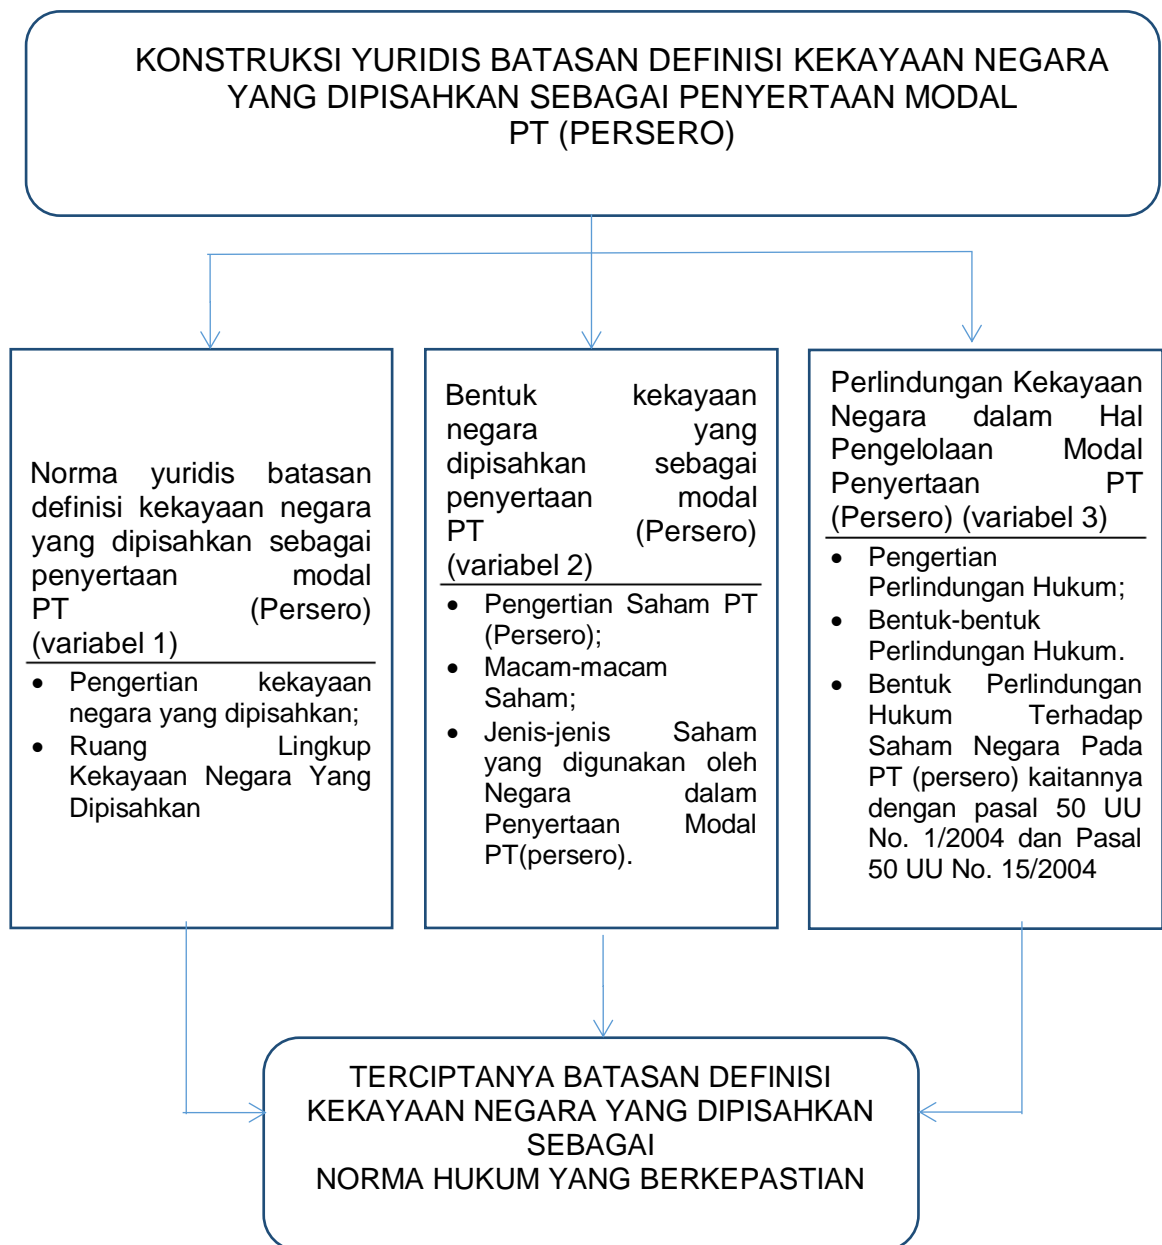 KONSTRUKSI YURIDIS BATASAN DEFINISI KEKAYAAN NEGARA
YANG DIPISAHKAN SEBAGAI PENYERTAAN MODAL
PT (PERSERO)
Norma yuridis batasan
definisi kekayaan negara
yang dipisahkan sebagai
penyertaan modal
PT (Persero)
(variabel 1)
• Pengertian kekayaan
negara yang dipisahkan;
• Ruang Lingkup
Kekayaan Negara Yang
Dipisahkan
Bentuk kekayaan
negara yang
dipisahkan sebagai
penyertaan modal
PT (Persero)
(variabel 2)
• Pengertian Saham PT
(Persero);
• Macam-macam
Saham;
• Jenis-jenis Saham
yang digunakan oleh
Negara dalam
Penyertaan Modal
PT(persero).
Perlindungan Kekayaan
Negara dalam Hal
Pengelolaan Modal
Penyertaan PT
(Persero) (variabel 3)
• Pengertian
Perlindungan Hukum;
• Bentuk-bentuk
Perlindungan Hukum.
• Bentuk Perlindungan
Hukum Terhadap
Saham Negara Pada
PT (persero) kaitannya
dengan pasal 50 UU
No. 1/2004 dan Pasal
50 UU No. 15/2004
TERCIPTANYA BATASAN DEFINISI
KEKAYAAN NEGARA YANG DIPISAHKAN
SEBAGAI
NORMA HUKUM YANG BERKEPASTIAN